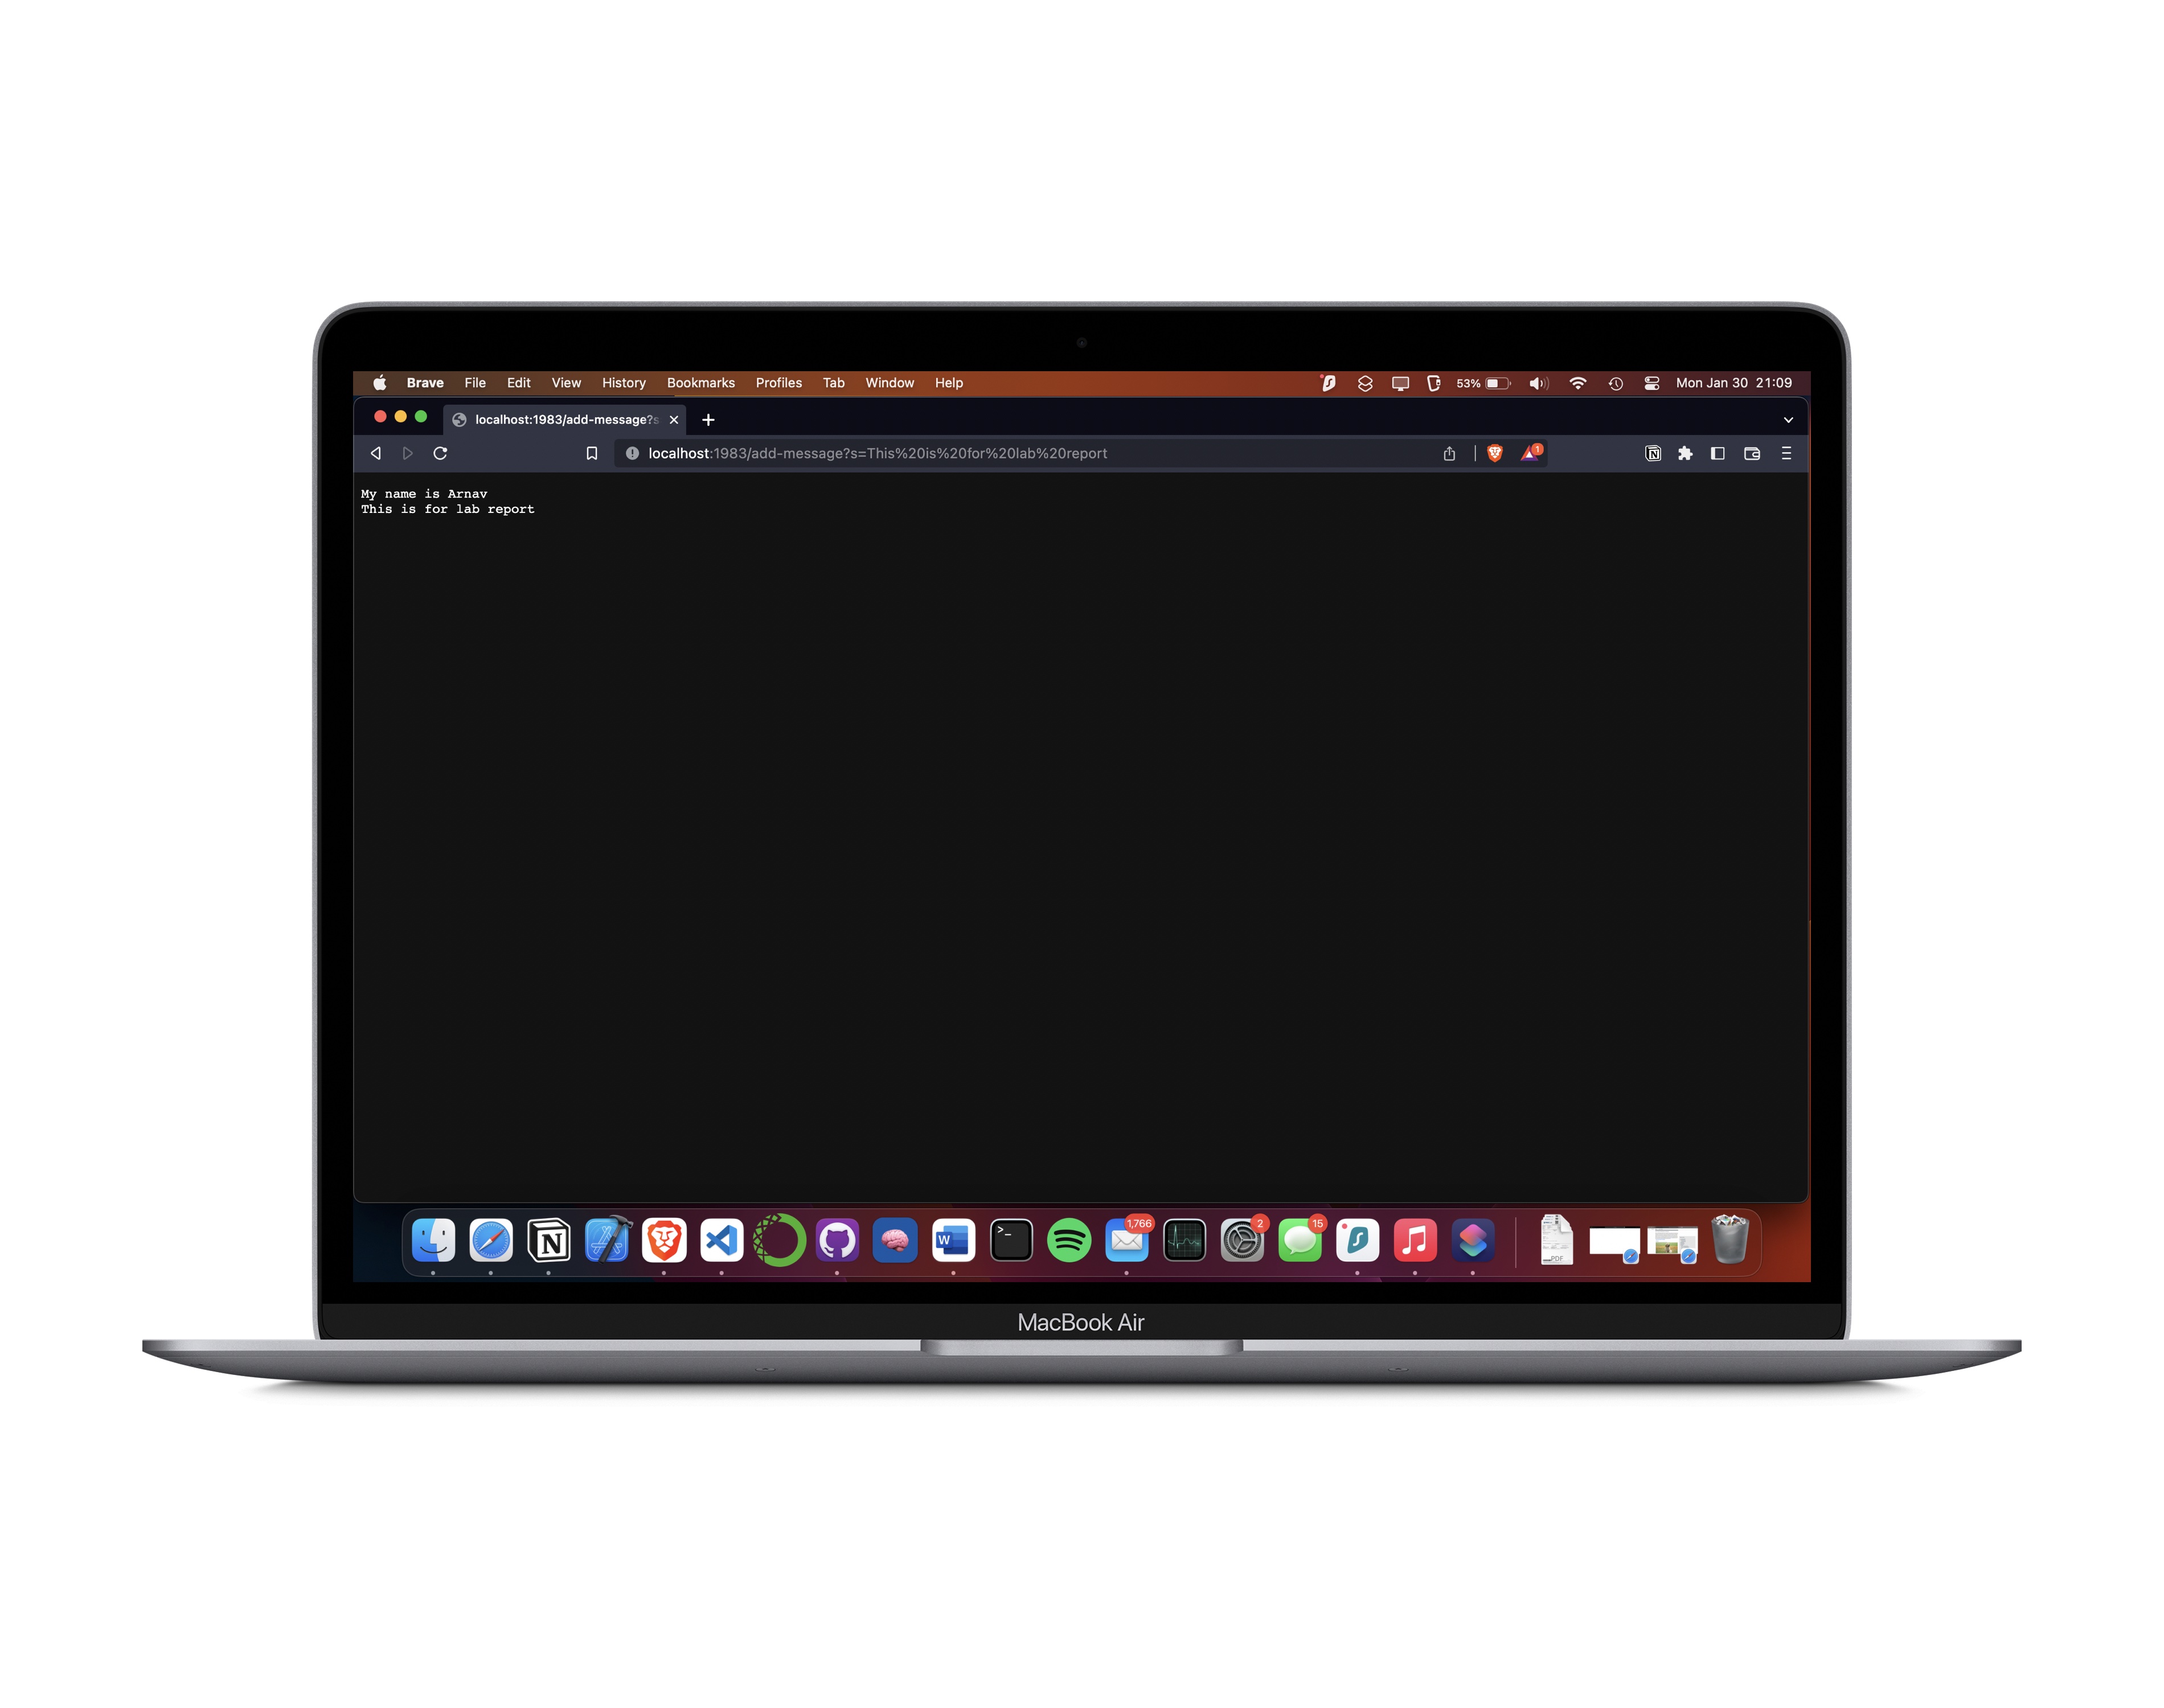 Brave File Edit View History Bookmarks Profiles Tab Window Help 53% Mon Jan 30 21:09
localhost:1983/add-message?s
localhost:1983/add-message?s=This%20is%20for%20lab%20report 1
My name is Arnav
This is for lab report
1,766 2 15
W
PDF
MacBook Air